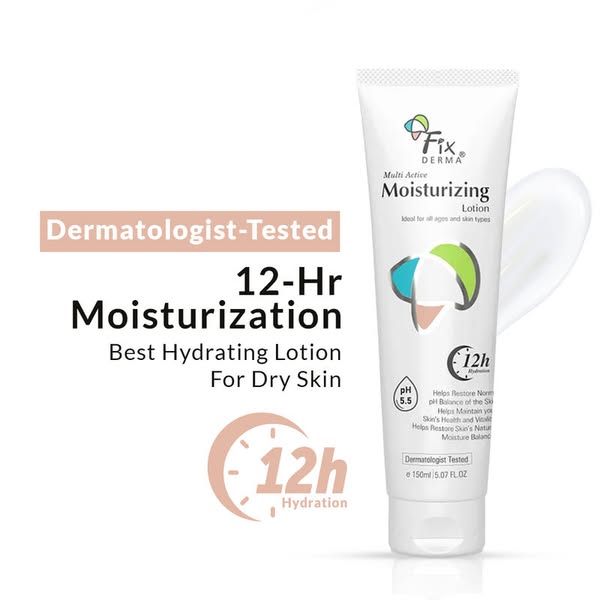 Dermatologist-Tested
12-Hr
Moisturization
Best Hydrating Lotion
For Dry Skin
12h
Hydration
Fix
DERMA®
Multi Active
Moisturizing
Lotion
Ideal for all ages and skin types
12h
Hydration
pH
5.5
Helps Restore Norm
pH Balance of the Sk
Helps Maintain you
Skin's Health and Vitali
Helps Restore Skin's Natur
Moisture Balanc
Dermatologist Tested
e 150ml/5.07 FL.OZ